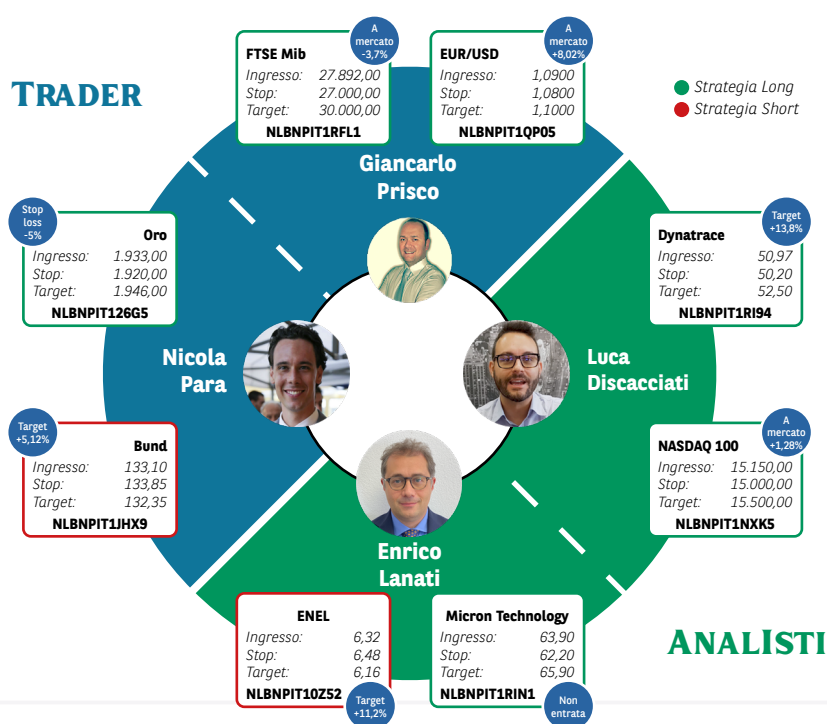 TRADER
A
mercato
-3,7%
FTSE Mib
Ingresso: 27.892,00
Stop: 27.000,00
Target: 30.000,00
NLBNPIT1RFL1
A
mercato
+8,02%
EUR/USD
Ingresso: 1,0900
Stop: 1,0800
Target: 1,1000
NLBNPIT1QP05
Strategia Long
Strategia Short
Giancarlo
Prisco
Stop
loss
-5%
Oro
Ingresso: 1.933,00
Stop: 1.920,00
Target: 1.946,00
NLBNPIT126G5
Target
+13,8%
Dynatrace
Ingresso: 50,97
Stop: 50,20
Target: 52,50
NLBNPIT1RI94
Nicola
Para
Luca
Discacciati
Target
+5,12%
Bund
Ingresso: 133,10
Stop: 133,85
Target: 132,35
NLBNPIT1JHX9
A
mercato
+1,28%
NASDAQ 100
Ingresso: 15.150,00
Stop: 15.000,00
Target: 15.500,00
NLBNPIT1NXK5
Enrico
Lanati
ENEL
Ingresso: 6,32
Stop: 6,48
Target: 6,16
NLBNPIT10Z52
Target
+11,2%
Micron Technology
Ingresso: 63,90
Stop: 62,20
Target: 65,90
NLBNPIT1RIN1
Non
entrata
ANALISTI